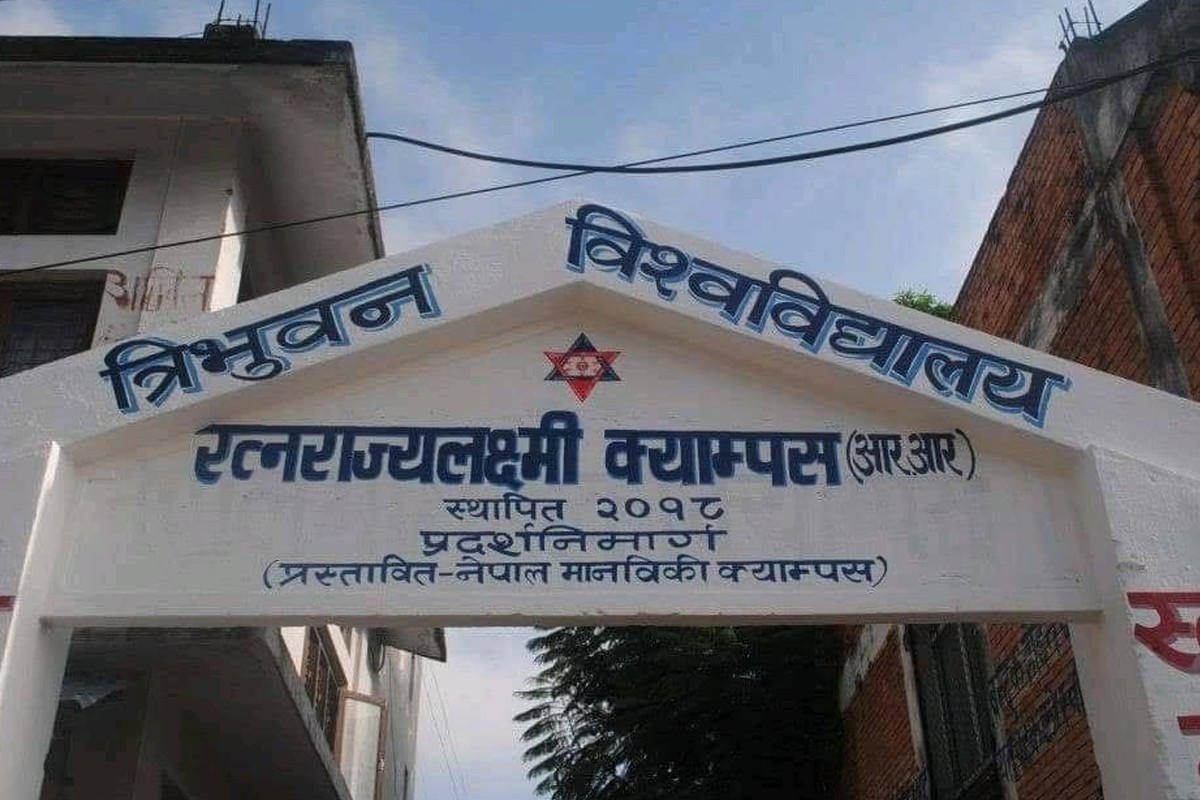 त्रिभुवन विश्वविद्यालय
रत्नराज्यलक्ष्मी क्याम्पस (आर.आर)
स्थापित २०१८
प्रदर्शनिमार्ग
(प्रस्तावित-नेपाल मानविकी क्याम्पस)